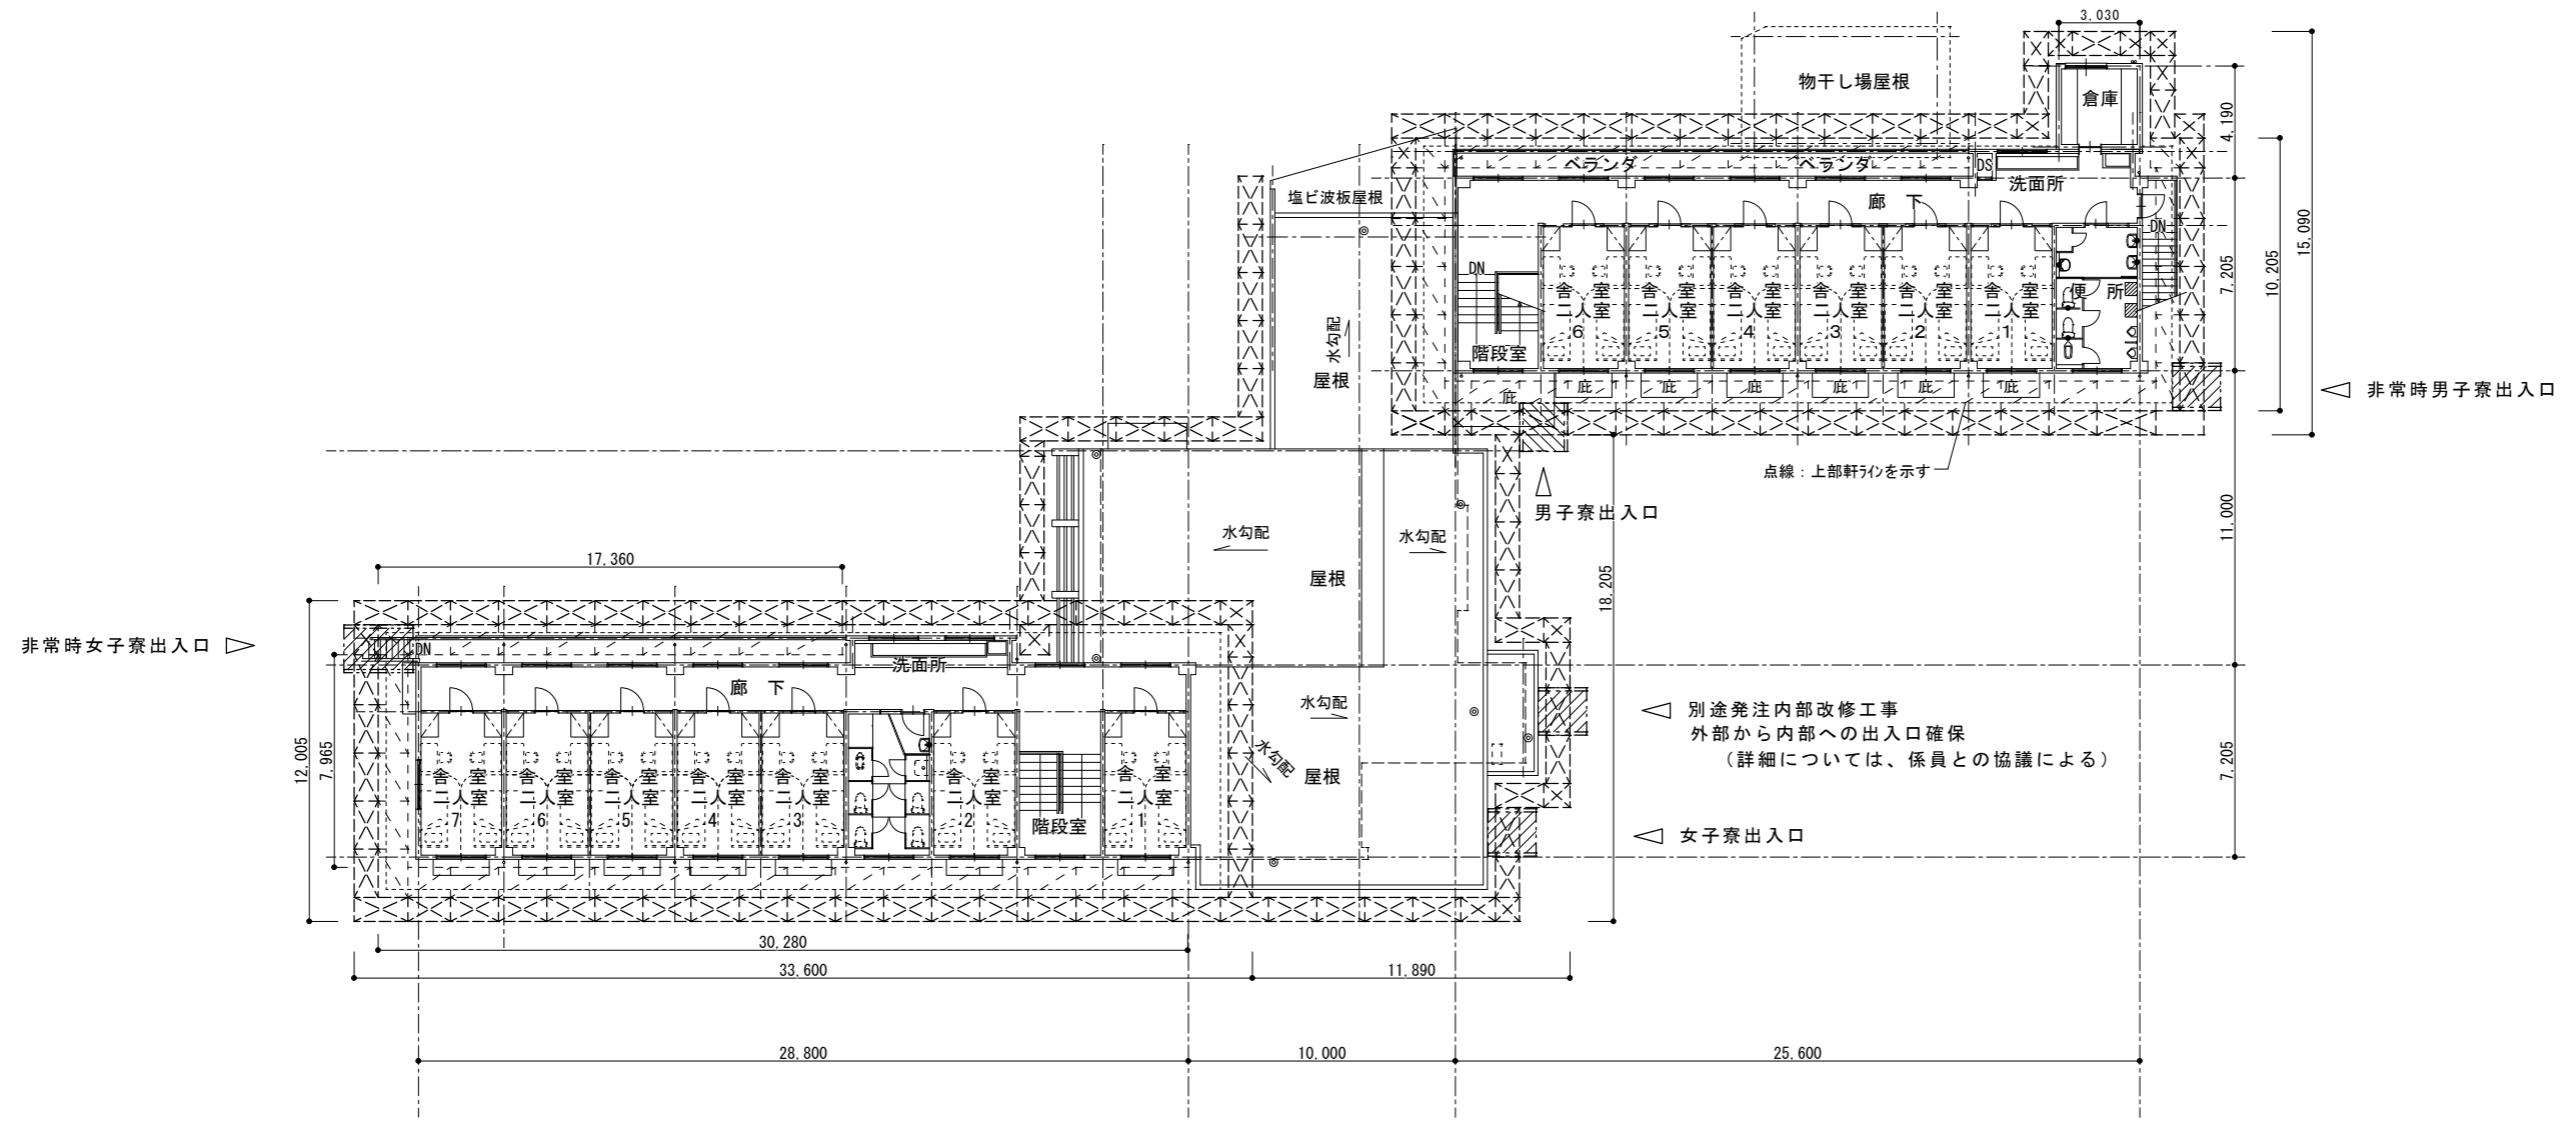 3,030
物干し場屋根
倉庫
4,190
ベランダ
ベランダ
DS
洗面所
塩ビ波板屋根
廊 下
DN
DN
15,090
10,205
7,205
舎 室
二人室
6
舎 室
二人室
5
舎 室
二人室
4
舎 室
二人室
3
舎 室
二人室
2
舎 室
二人室
1
便 所
水勾配
階段室
屋根
庇
庇
庇
庇
庇
庇
庇
非常時男子寮出入口
点線：上部軒ラインを示す
男子寮出入口
11,000
水勾配
水勾配
17,360
屋根
18,205
非常時女子寮出入口
DN
洗面所
廊 下
水勾配
別途発注内部改修工事
外部から内部への出入口確保
（詳細については、係員との協議による）
水勾配
屋根
7,205
12,005
7,965
舎 室
二人室
7
舎 室
二人室
6
舎 室
二人室
5
舎 室
二人室
4
舎 室
二人室
3
舎 室
二人室
2
階段室
舎 室
二人室
1
女子寮出入口
30,280
33,600
11,890
28,800
10,000
25,600